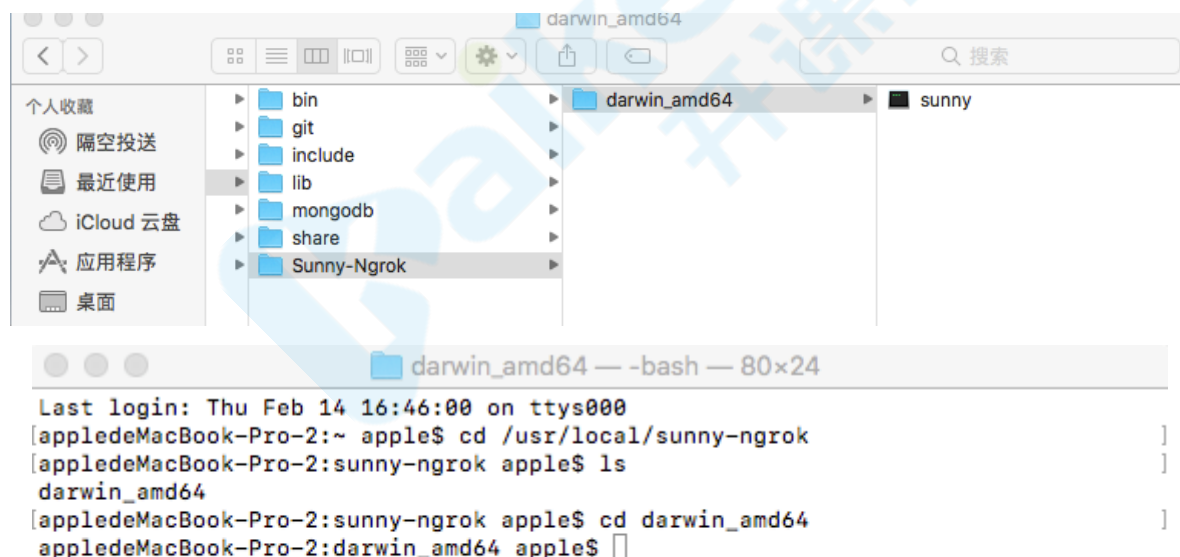 darwin_amd64
搜索
个人收藏
隔空投送
最近使用
iCloud 云盘
应用程序
桌面
bin
git
include
lib
mongodb
share
Sunny-Ngrok
darwin_amd64
sunny
darwin_amd64 — -bash — 80×24
Last login: Thu Feb 14 16:46:00 on ttys000
[appledeMacBook-Pro-2:~ apple$ cd /usr/local/sunny-ngrok ]
[appledeMacBook-Pro-2:sunny-ngrok apple$ ls ]
darwin_amd64
[appledeMacBook-Pro-2:sunny-ngrok apple$ cd darwin_amd64 ]
appledeMacBook-Pro-2:darwin_amd64 apple$